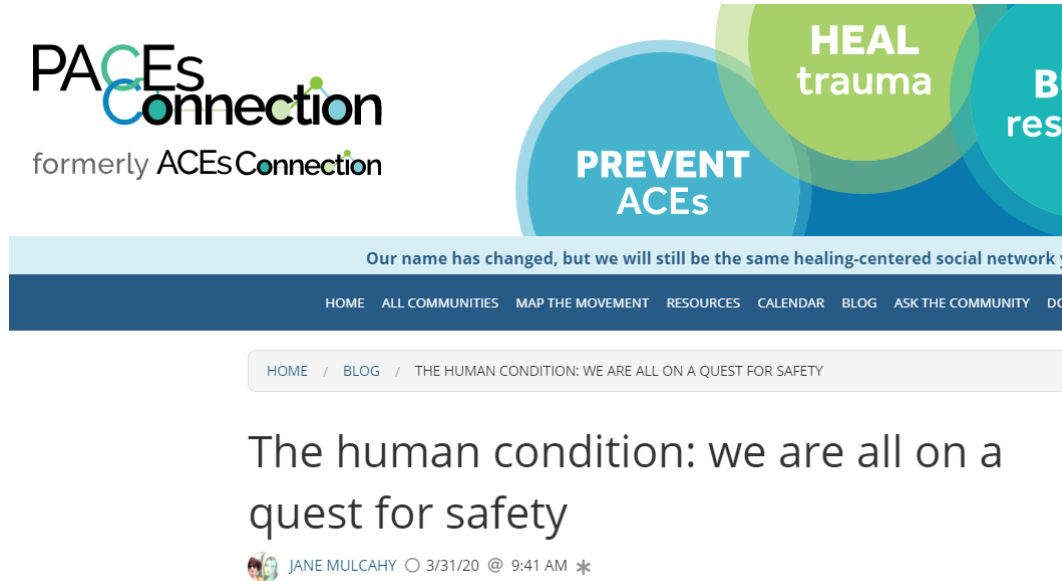 PACEs
Connection
formerly ACEs Connection
HEAL
trauma
PREVENT
ACEs
Our name has changed, but we will still be the same healing-centered social network
HOME ALL COMMUNITIES MAP THE MOVEMENT RESOURCES CALENDAR BLOG ASK THE COMMUNITY
HOME / BLOG / THE HUMAN CONDITION: WE ARE ALL ON A QUEST FOR SAFETY
The human condition: we are all on a
quest for safety
JANE MULCAHY 3/31/20 @ 9:41 AM